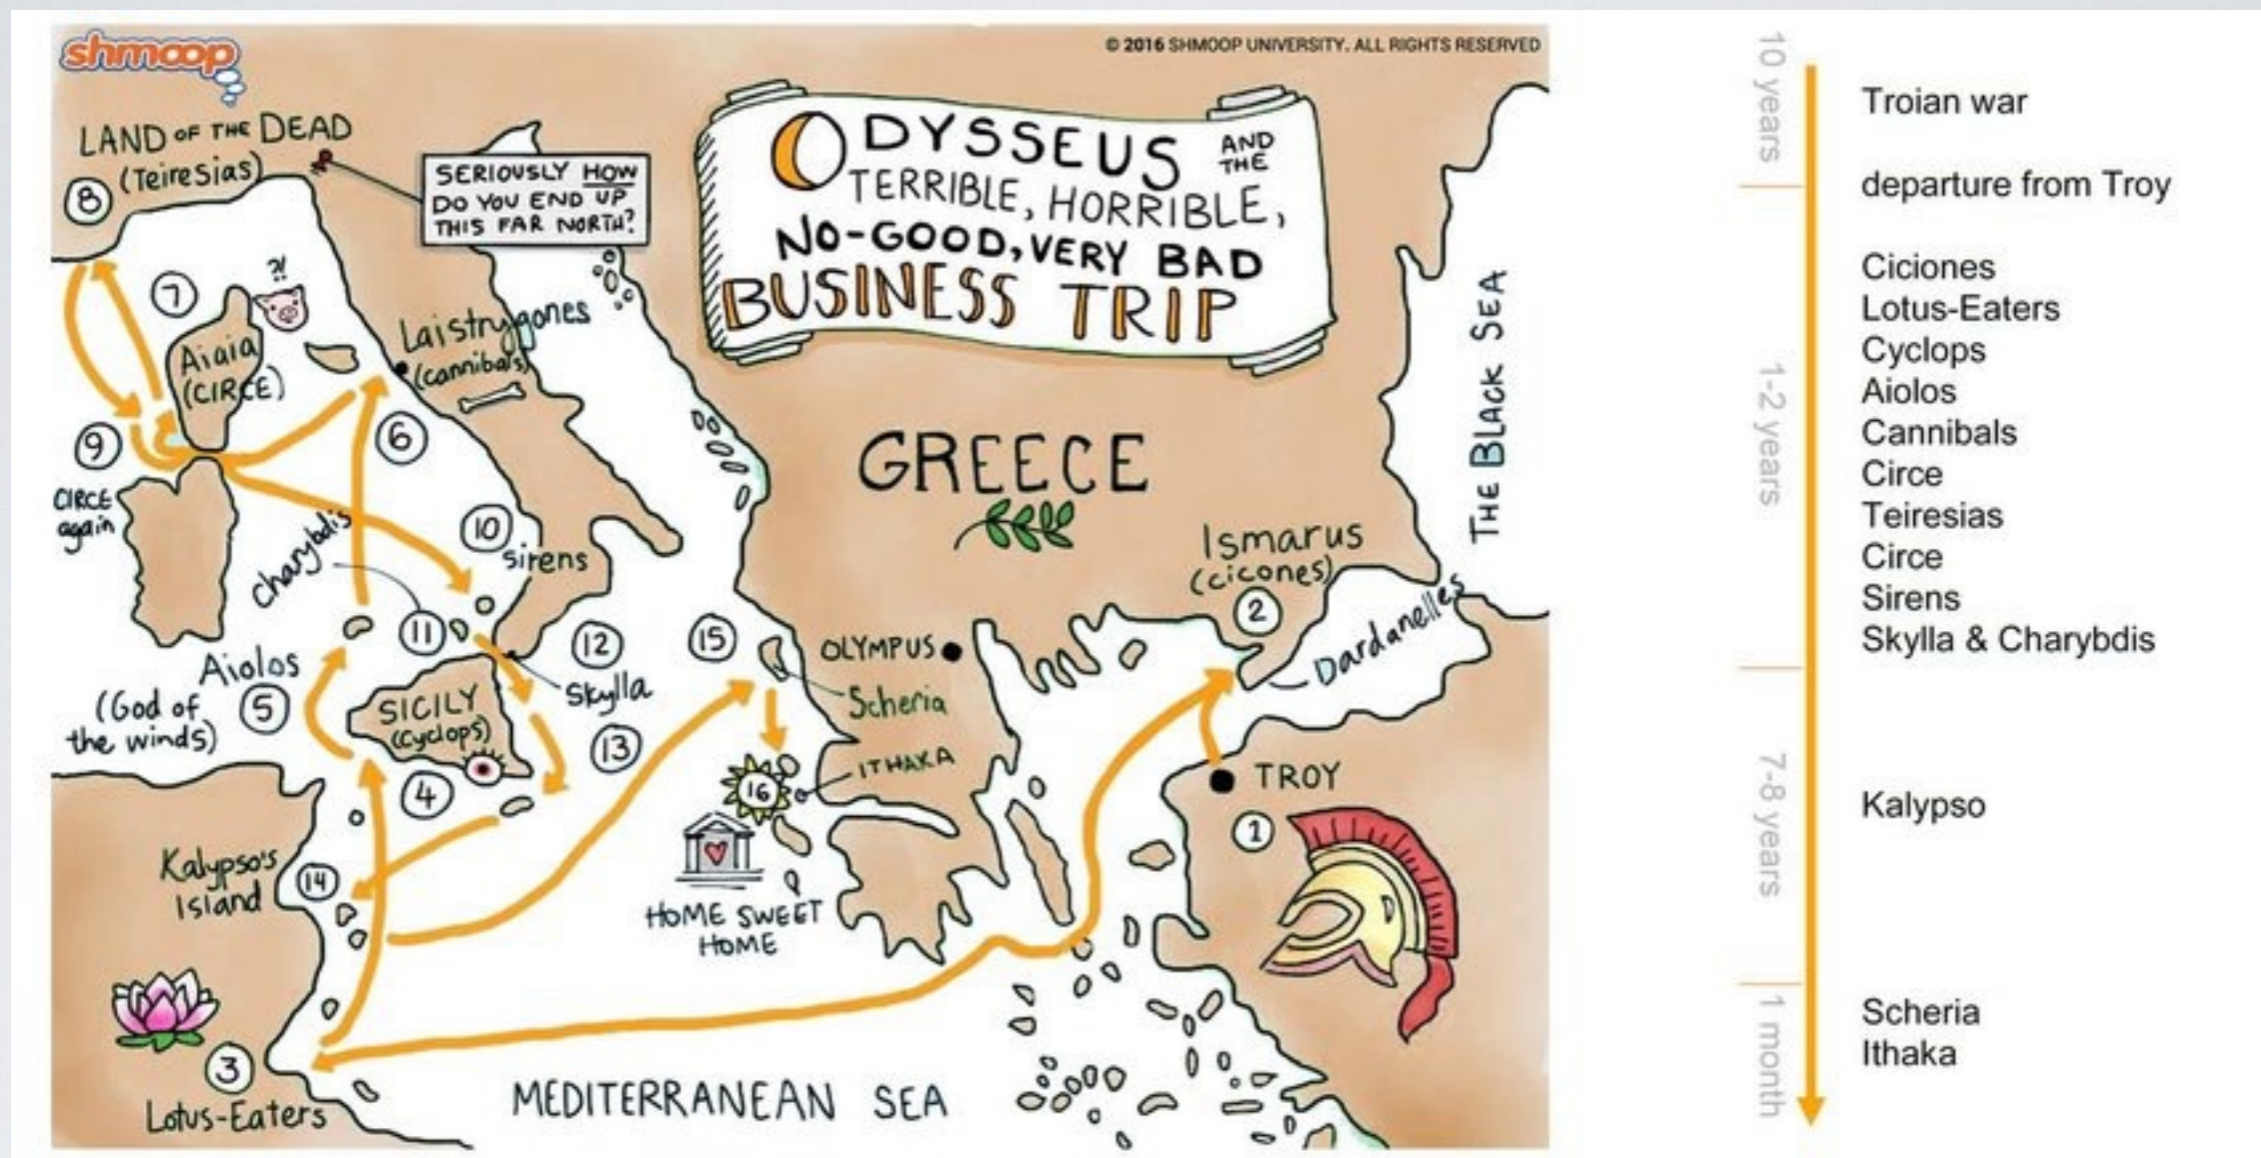 shmoop
© 2016 SHMOOP UNIVERSITY. ALL RIGHTS RESERVED
ODYSSEUS AND THE
TERRIBLE, HORRIBLE,
NO-GOOD, VERY BAD
BUSINESS TRIP
LAND OF THE DEAD
(Teiresias)
8
SERIOUSLY HOW
DO YOU END UP
THIS FAR NORTH?
7
?!
Aiaia
(CIRCE)
Laistrygones
(cannibals)
6
9
CIRCE
again
Charybdis
10
Sirens
11
12
Skylla
Aiolos
(God of
the winds)
5
SICILY
(Cyclops)
4
13
15
Scheria
ITHAKA
16
HOME SWEET
HOME
Kalypso's
Island
14
3
Lotus-Eaters
MEDITERRANEAN SEA
GREECE
OLYMPUS
Ismarus
(cicones)
2
Dardanelles
THE BLACK SEA
TROY
1
10 years
Troian war
departure from Troy
1-2 years
Ciciones
Lotus-Eaters
Cyclops
Aiolos
Cannibals
Circe
Teiresias
Circe
Sirens
Skylla & Charybdis
7-8 years
Kalypso
1 month
Scheria
Ithaka